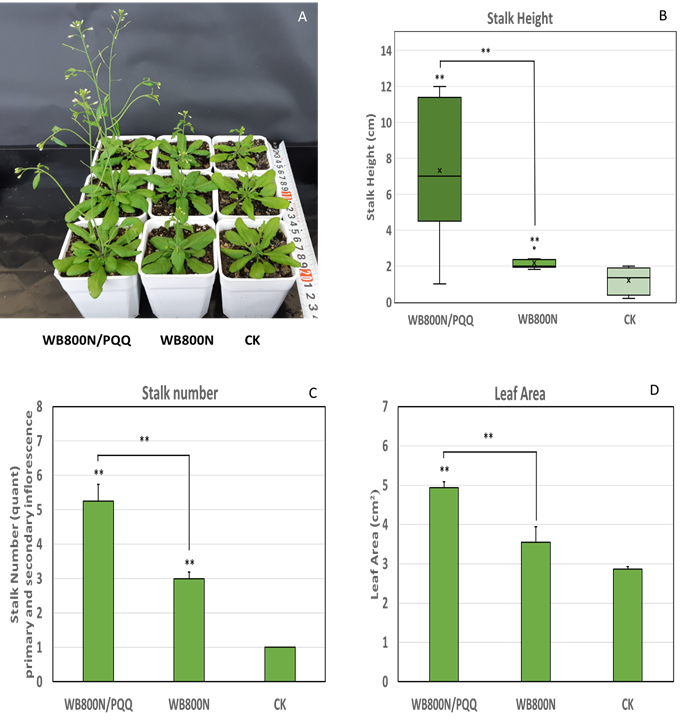 A
WB800N/PQQ WB800N CK
Stalk Height
B
Stalk Height (cm)
14
12
10
8
6
4
2
0
**
**
**
WB800N/PQQ WB800N CK
Stalk number
C
Stalk Number (quant)
primary and secondary inflorescence
8
7
6
5
4
3
2
1
0
**
**
**
WB800N/PQQ WB800N CK
Leaf Area
D
Leaf Area (cm²)
7
6
5
4
3
2
1
0
**
**
WB800N/PQQ WB800N CK